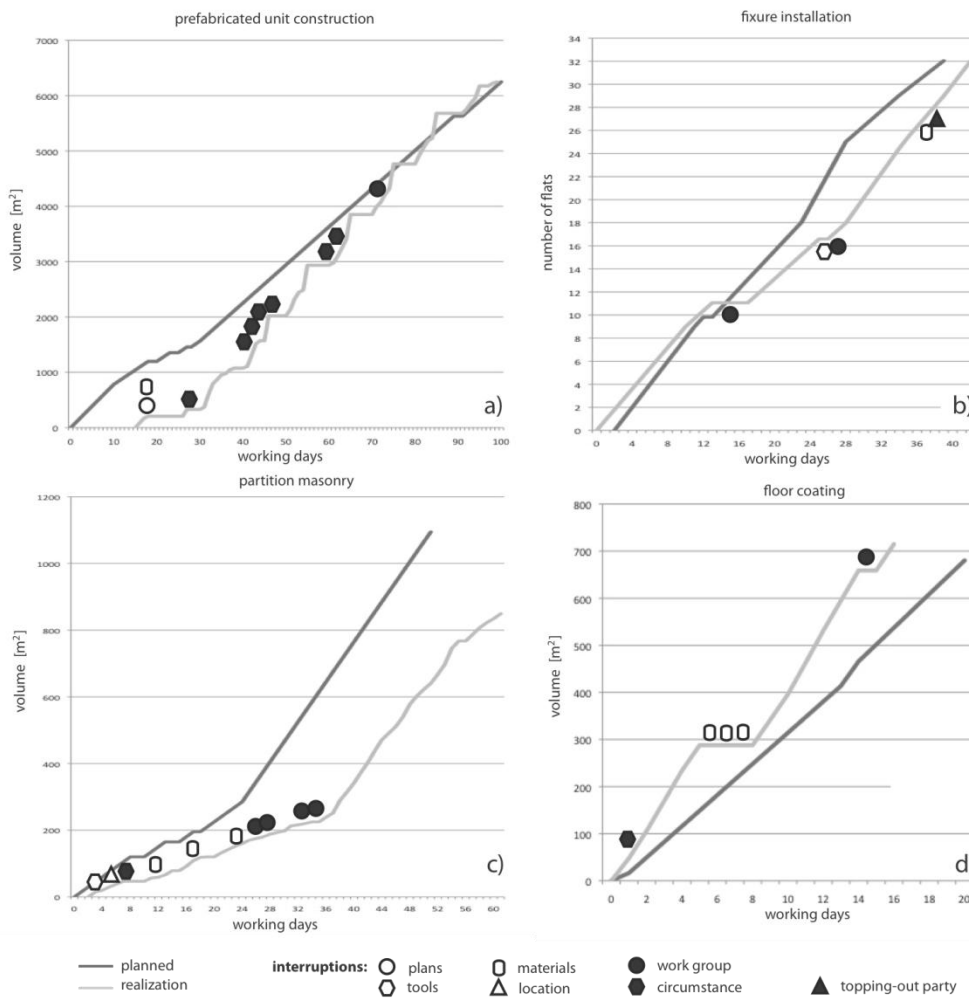 prefabricated unit construction
7000
6000
5000
4000
3000
2000
1000
0
volume [m²]
0 10 20 30 40 50 60 70 80 90 100
working days
a)
fixure installation
34
32
30
28
26
24
22
20
18
16
14
12
10
8
6
4
2
0
number of flats
0 4 8 12 16 20 24 28 32 36 40
working days
b)
partition masonry
1200
1000
800
600
400
200
0
volume [m²]
0 4 6 10 14 16 20 24 26 30 34 36 40 44 48 52 56 60
working days
c)
floor coating
800
700
600
500
400
300
200
100
0
volume [m²]
0 2 4 6 8 10 12 14 16 18 20
working days
d
planned
realization
interruptions:
plans
tools
materials
location
work group
circumstance
topping-out party